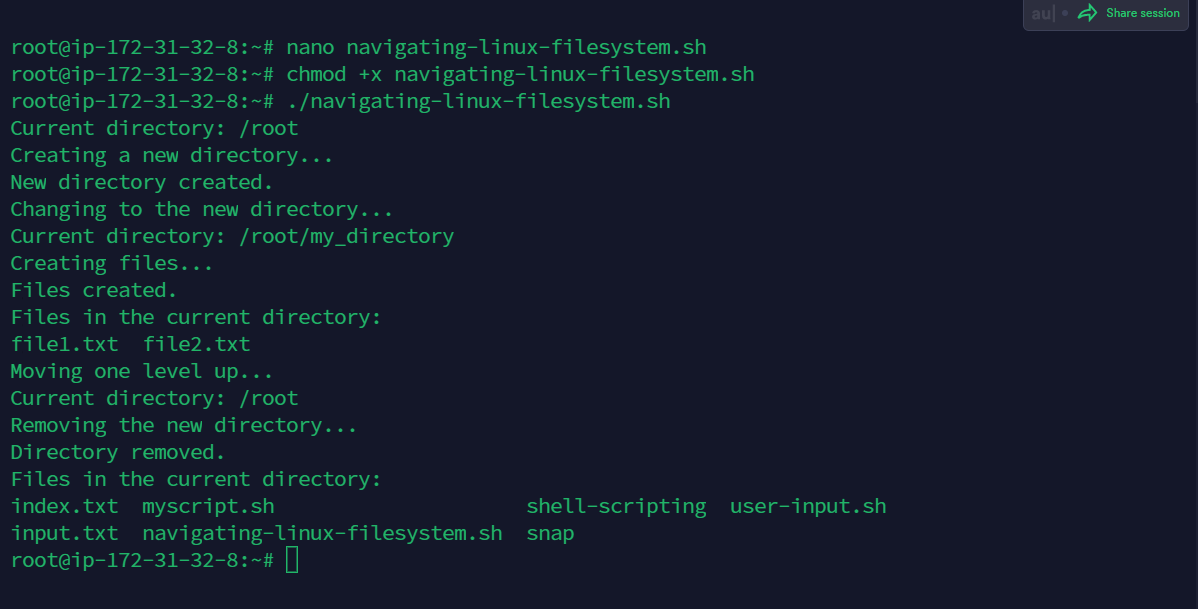 au| • Share session
root@ip-172-31-32-8:~# nano navigating-linux-filesystem.sh
root@ip-172-31-32-8:~# chmod +x navigating-linux-filesystem.sh
root@ip-172-31-32-8:~# ./navigating-linux-filesystem.sh
Current directory: /root
Creating a new directory...
New directory created.
Changing to the new directory...
Current directory: /root/my_directory
Creating files...
Files created.
Files in the current directory:
file1.txt  file2.txt
Moving one level up...
Current directory: /root
Removing the new directory...
Directory removed.
Files in the current directory:
index.txt  myscript.sh                     shell-scripting  user-input.sh
input.txt  navigating-linux-filesystem.sh  snap
root@ip-172-31-32-8:~#